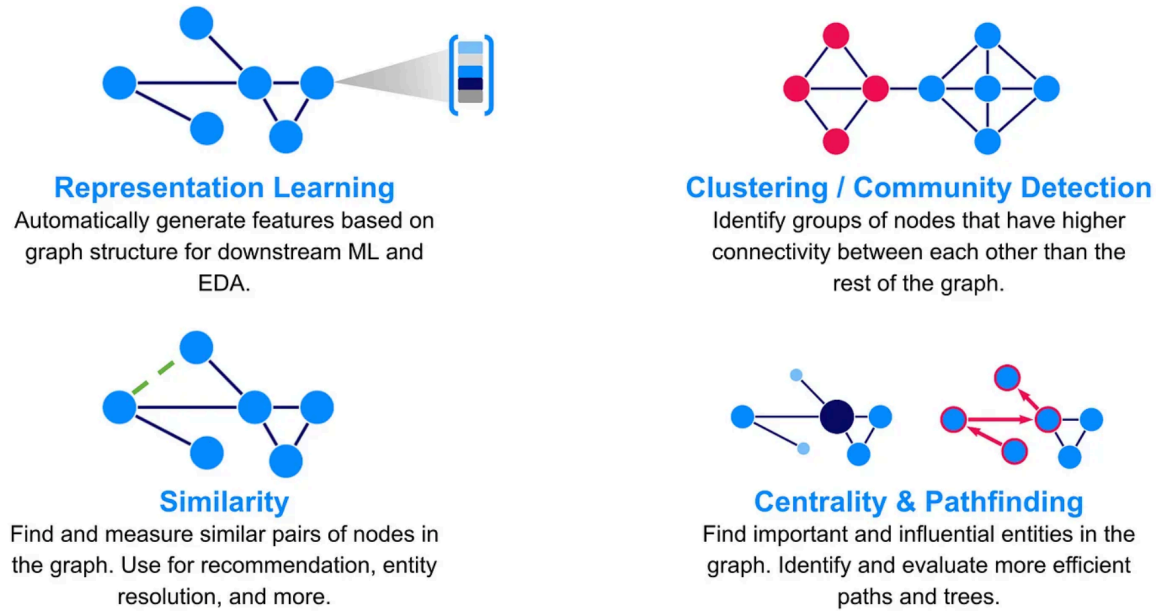 Representation Learning
Automatically generate features based on
graph structure for downstream ML and
EDA.
Clustering / Community Detection
Identify groups of nodes that have higher
connectivity between each other than the
rest of the graph.
Similarity
Find and measure similar pairs of nodes in
the graph. Use for recommendation, entity
resolution, and more.
Centrality & Pathfinding
Find important and influential entities in the
graph. Identify and evaluate more efficient
paths and trees.